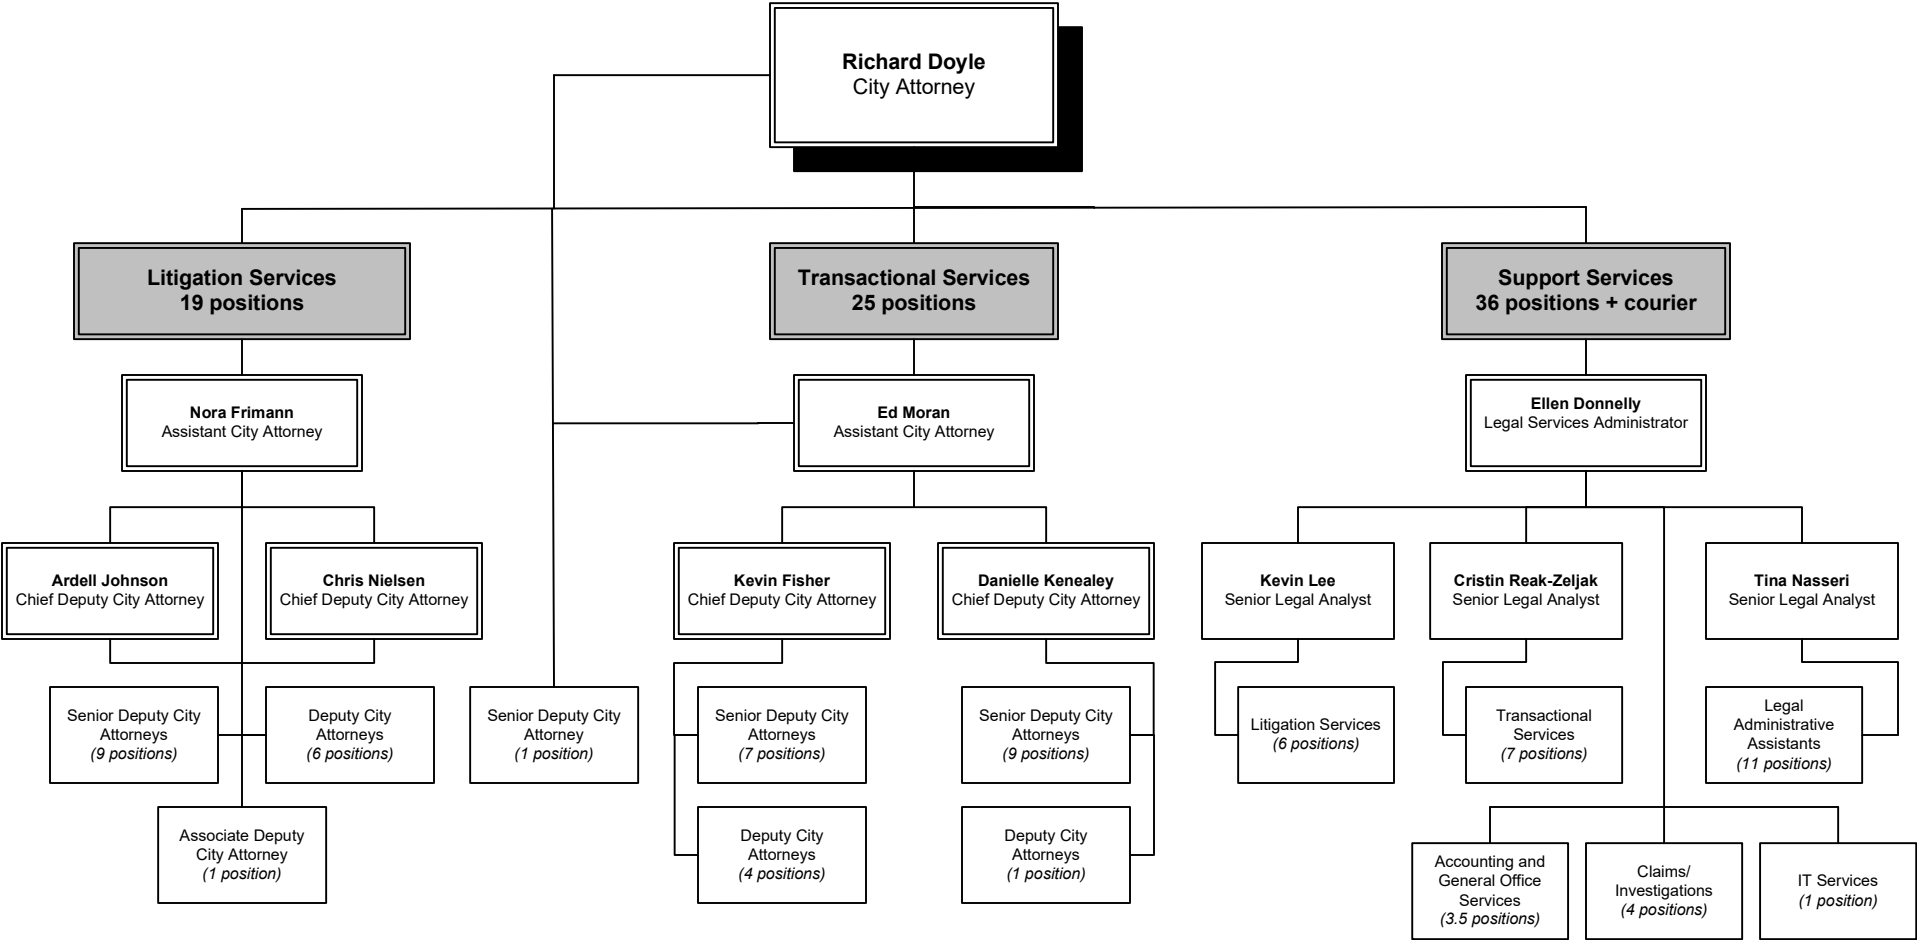 Richard Doyle
City Attorney
Litigation Services
19 positions
Transactional Services
25 positions
Support Services
36 positions + courier
Nora Frimann
Assistant City Attorney
Ed Moran
Assistant City Attorney
Ellen Donnelly
Legal Services Administrator
Ardell Johnson
Chief Deputy City Attorney
Chris Nielsen
Chief Deputy City Attorney
Kevin Fisher
Chief Deputy City Attorney
Danielle Kenealey
Chief Deputy City Attorney
Kevin Lee
Senior Legal Analyst
Cristin Reak-Zeljak
Senior Legal Analyst
Tina Nasseri
Senior Legal Analyst
Senior Deputy City
Attorneys
(9 positions)
Deputy City
Attorneys
(6 positions)
Senior Deputy City
Attorney
(1 position)
Senior Deputy City
Attorneys
(7 positions)
Senior Deputy City
Attorneys
(9 positions)
Litigation Services
(6 positions)
Transactional
Services
(7 positions)
Legal
Administrative
Assistants
(11 positions)
Associate Deputy
City Attorney
(1 position)
Deputy City
Attorneys
(4 positions)
Deputy City
Attorneys
(1 position)
Accounting and
General Office
Services
(3.5 positions)
Claims/
Investigations
(4 positions)
IT Services
(1 position)